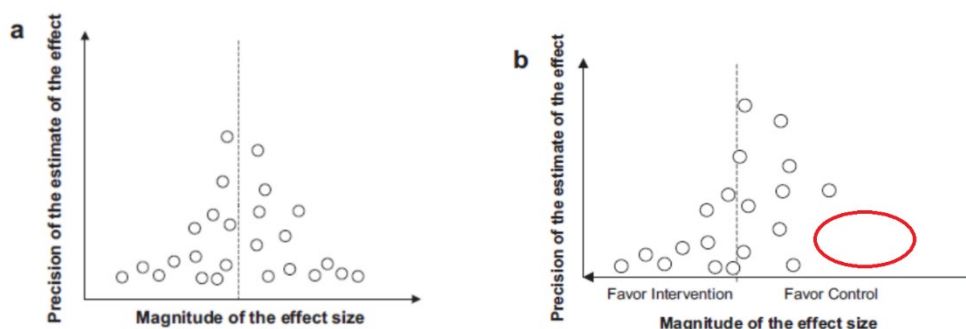 a
Precision of the estimate of the effect
Magnitude of the effect size
b
Precision of the estimate of the effect
Favor Intervention
Favor Control
Magnitude of the effect size